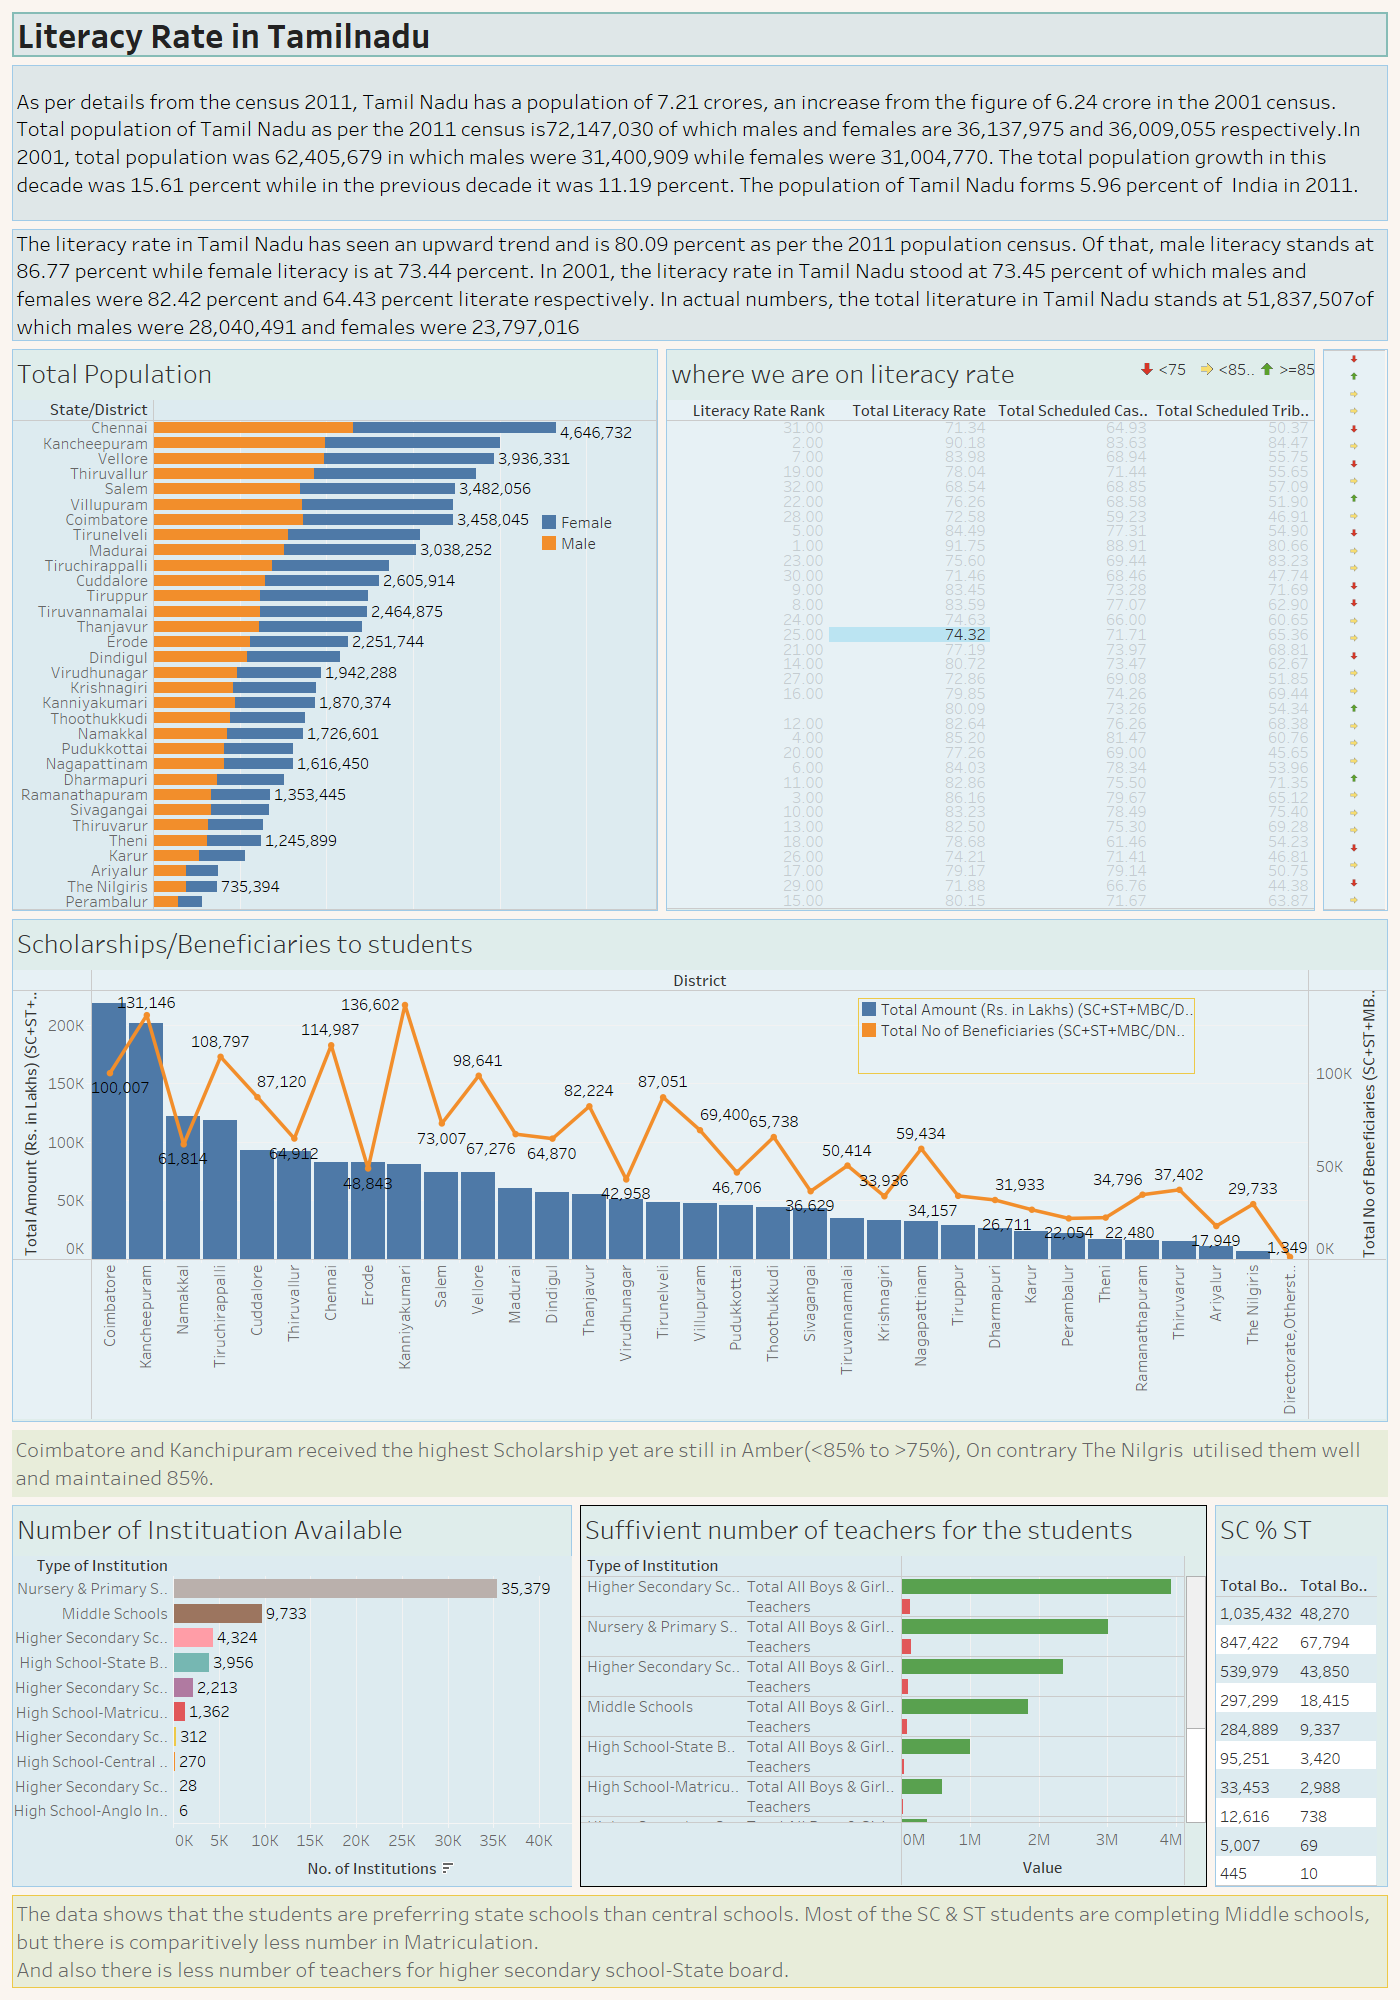 Literacy Rate in Tamilnadu
As per details from the census 2011, Tamil Nadu has a population of 7.21 crores, an increase from the figure of 6.24 crore in the 2001 census.
Total population of Tamil Nadu as per the 2011 census is72,147,030 of which males and females are 36,137,975 and 36,009,055 respectively.In
2001, total population was 62,405,679 in which males were 31,400,909 while females were 31,004,770. The total population growth in this
decade was 15.61 percent while in the previous decade it was 11.19 percent. The population of Tamil Nadu forms 5.96 percent of  India in 2011.
The literacy rate in Tamil Nadu has seen an upward trend and is 80.09 percent as per the 2011 population census. Of that, male literacy stands at
86.77 percent while female literacy is at 73.44 percent. In 2001, the literacy rate in Tamil Nadu stood at 73.45 percent of which males and
females were 82.42 percent and 64.43 percent literate respectively. In actual numbers, the total literature in Tamil Nadu stands at 51,837,507of
which males were 28,040,491 and females were 23,797,016
Total Population
State/District
Chennai 4,646,732
Kancheepuram
Vellore 3,936,331
Thiruvallur
Salem 3,482,056
Villupuram
Coimbatore 3,458,045
Female
Tirunelveli
Male
Madurai 3,038,252
Tiruchirappalli
Cuddalore 2,605,914
Tiruppur
Tiruvannamalai 2,464,875
Thanjavur
Erode 2,251,744
Dindigul
Virudhunagar 1,942,288
Krishnagiri
Kanniyakumari 1,870,374
Thoothukkudi
Namakkal 1,726,601
Pudukkottai
Nagapattinam 1,616,450
Dharmapuri
Ramanathapuram 1,353,445
Sivagangai
Thiruvarur
Theni 1,245,899
Karur
Ariyalur
The Nilgiris 735,394
Perambalur
where we are on literacy rate
<75 <85.. >=85
Literacy Rate Rank Total Literacy Rate Total Scheduled Cas.. Total Scheduled Trib..
31.00 71.34 64.93 50.37
2.00 90.18 83.63 84.47
7.00 83.98 68.94 55.75
19.00 78.04 71.44 55.65
32.00 68.54 68.85 57.09
22.00 76.26 68.58 51.90
28.00 72.58 59.23 46.91
5.00 84.49 77.31 54.90
1.00 91.75 88.91 80.66
23.00 75.60 69.44 83.23
30.00 71.46 68.46 47.74
9.00 83.45 73.28 71.69
8.00 83.59 77.07 62.90
24.00 74.63 66.00 60.65
25.00 74.32 71.71 65.36
21.00 77.19 73.97 68.81
14.00 80.72 73.47 62.67
27.00 72.86 69.08 51.85
16.00 79.85 74.26 69.44
80.09 73.26 54.34
12.00 82.64 76.26 68.38
4.00 85.20 81.47 60.76
20.00 77.26 69.00 45.65
6.00 84.03 78.34 53.96
11.00 82.86 75.50 71.35
3.00 86.16 79.67 65.12
10.00 83.23 78.49 75.40
13.00 82.50 75.30 69.28
18.00 78.68 61.46 54.23
26.00 74.21 71.41 46.81
17.00 79.17 79.14 50.75
29.00 71.88 66.76 44.38
15.00 80.15 71.67 63.87
Scholarships/Beneficiaries to students
District
Total Amount (Rs. in Lakhs) (SC+ST+..
200K
150K
100K
50K
0K
Total Amount (Rs. in Lakhs) (SC+ST+MBC/D..
Total No of Beneficiaries (SC+ST+MBC/DN..
100,007
131,146
61,814
108,797
87,120
64,912
114,987
48,843
136,602
73,007
98,641
67,276
64,870
82,224
42,958
87,051
69,400
46,706
65,738
36,629
50,414
33,936
59,434
34,157
26,711
31,933
22,054
22,480
34,796
37,402
17,949
29,733
1,349
100K
50K
0K
Total No of Beneficiaries (SC+ST+MB..
Coimbatore
Kancheepuram
Namakkal
Tiruchirappalli
Cuddalore
Thiruvallur
Chennai
Erode
Kanniyakumari
Salem
Vellore
Madurai
Dindigul
Thanjavur
Virudhunagar
Tirunelveli
Villupuram
Pudukkottai
Thoothukkudi
Sivagangai
Tiruvannamalai
Krishnagiri
Nagapattinam
Tiruppur
Dharmapuri
Karur
Perambalur
Theni
Ramanathapuram
Thiruvarur
Ariyalur
The Nilgiris
Directorate,Otherst..
Coimbatore and Kanchipuram received the highest Scholarship yet are still in Amber(<85% to >75%), On contrary The Nilgris  utilised them well
and maintained 85%.
Number of Instituation Available
Type of Institution
Nursery & Primary S.. 35,379
Middle Schools 9,733
Higher Secondary Sc.. 4,324
High School-State B.. 3,956
Higher Secondary Sc.. 2,213
High School-Matricu.. 1,362
Higher Secondary Sc.. 312
High School-Central .. 270
Higher Secondary Sc.. 28
High School-Anglo In.. 6
0K 5K 10K 15K 20K 25K 30K 35K 40K
No. of Institutions
Suffivient number of teachers for the students
Type of Institution
Higher Secondary Sc.. Total All Boys & Girl..
Teachers
Nursery & Primary S.. Total All Boys & Girl..
Teachers
Higher Secondary Sc.. Total All Boys & Girl..
Teachers
Middle Schools Total All Boys & Girl..
Teachers
High School-State B.. Total All Boys & Girl..
Teachers
High School-Matricu.. Total All Boys & Girl..
Teachers
0M 1M 2M 3M 4M
Value
SC % ST
Total Bo.. Total Bo..
1,035,432 48,270
847,422 67,794
539,979 43,850
297,299 18,415
284,889 9,337
95,251 3,420
33,453 2,988
12,616 738
5,007 69
445 10
The data shows that the students are preferring state schools than central schools. Most of the SC & ST students are completing Middle schools,
but there is comparitively less number in Matriculation.
And also there is less number of teachers for higher secondary school-State board.